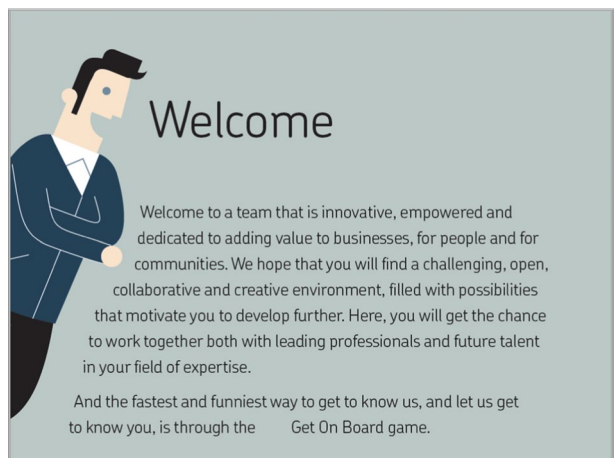 Welcome
Welcome to a team that is innovative, empowered and
dedicated to adding value to businesses, for people and for
communities. We hope that you will find a challenging, open,
collaborative and creative environment, filled with possibilities
that motivate you to develop further. Here, you will get the chance
to work together both with leading professionals and future talent
in your field of expertise.
And the fastest and funniest way to get to know us, and let us get
to know you, is through the Get On Board game.